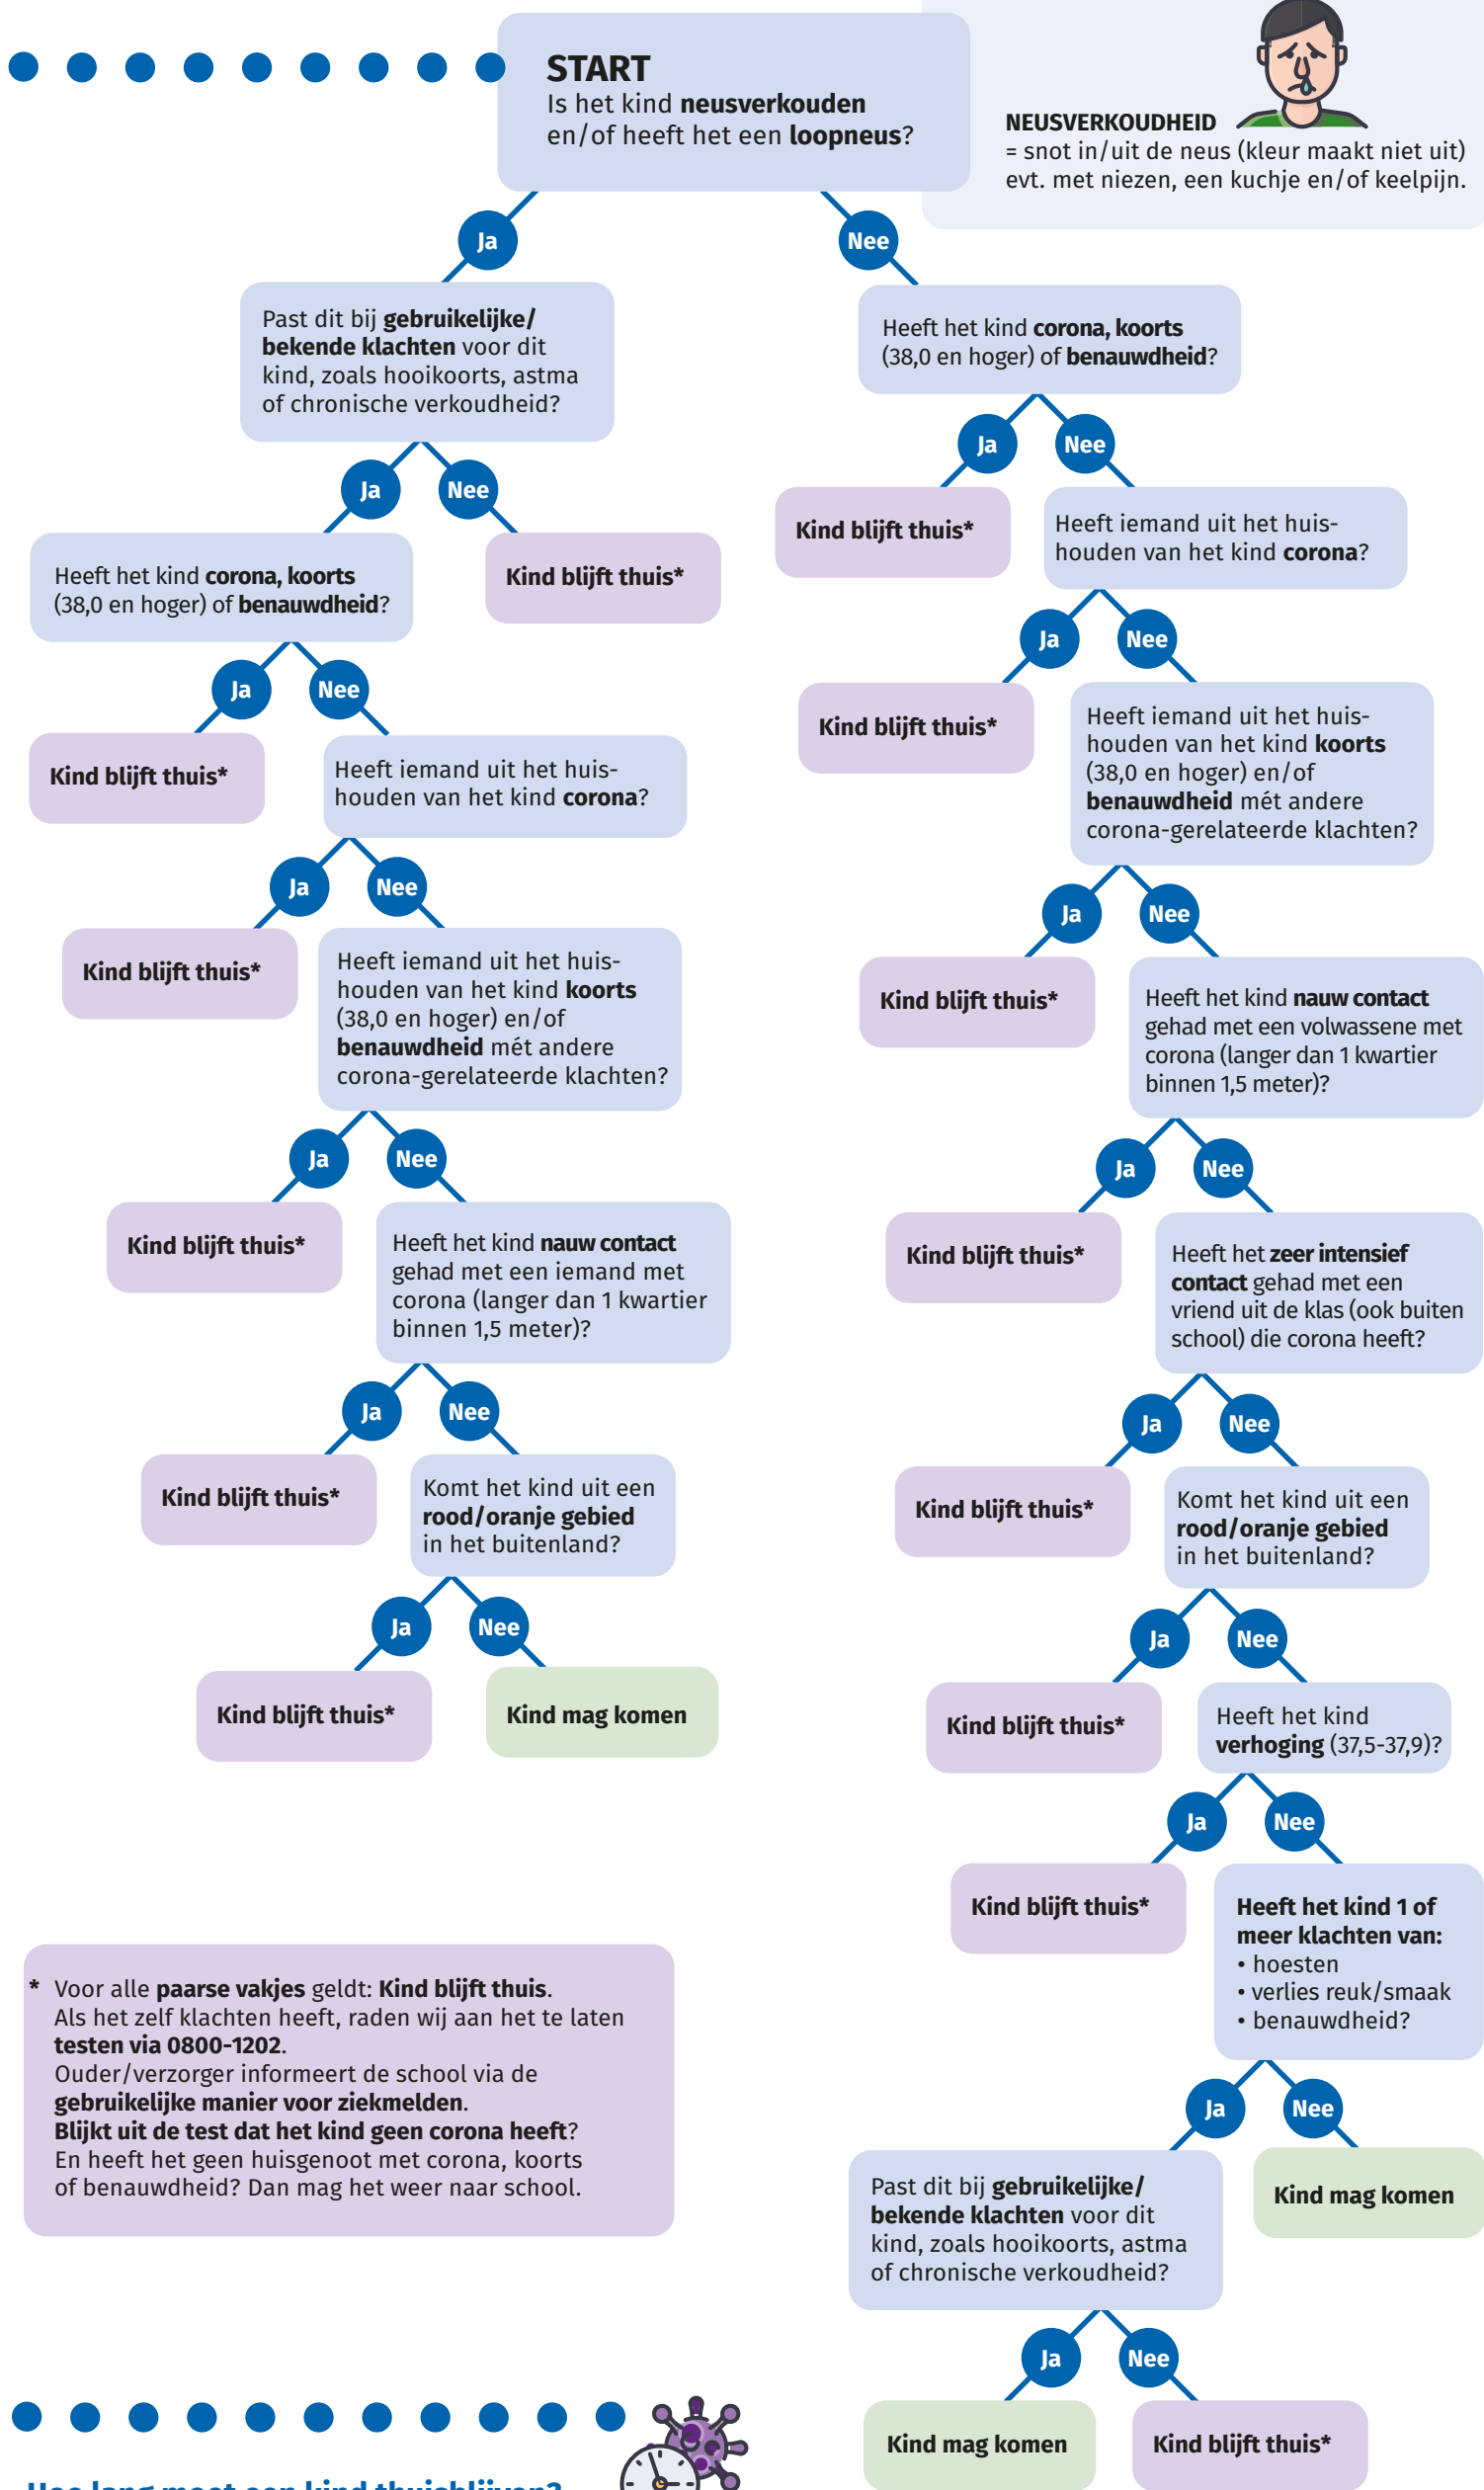 START
Is het kind neusverkouden
en/of heeft het een loopneus?
NEUSVERKOUDHEID
= snot in/uit de neus (kleur maakt niet uit)
evt. met niezen, een kuchje en/of keelpijn.
Ja
Nee
Past dit bij gebruikelijke/
bekende klachten voor dit
kind, zoals hooikoorts, astma
of chronische verkoudheid?
Ja
Nee
Kind blijft thuis*
Heeft het kind corona, koorts
(38,0 en hoger) of benauwdheid?
Ja
Nee
Kind blijft thuis*
Heeft iemand uit het huis-
houden van het kind corona?
Ja
Nee
Kind blijft thuis*
Heeft iemand uit het huis-
houden van het kind koorts
(38,0 en hoger) en/of
benauwdheid mét andere
corona-gerelateerde klachten?
Ja
Nee
Kind blijft thuis*
Heeft het kind nauw contact
gehad met een iemand met
corona (langer dan 1 kwartier
binnen 1,5 meter)?
Ja
Nee
Kind blijft thuis*
Komt het kind uit een
rood/oranje gebied
in het buitenland?
Ja
Nee
Kind blijft thuis*
Kind mag komen
Heeft het kind corona, koorts
(38,0 en hoger) of benauwdheid?
Ja
Nee
Kind blijft thuis*
Heeft iemand uit het huis-
houden van het kind corona?
Ja
Nee
Kind blijft thuis*
Heeft iemand uit het huis-
houden van het kind koorts
(38,0 en hoger) en/of
benauwdheid mét andere
corona-gerelateerde klachten?
Ja
Nee
Kind blijft thuis*
Heeft het kind nauw contact
gehad met een volwassene met
corona (langer dan 1 kwartier
binnen 1,5 meter)?
Ja
Nee
Kind blijft thuis*
Heeft het zeer intensief
contact gehad met een
vriend uit de klas (ook buiten
school) die corona heeft?
Ja
Nee
Kind blijft thuis*
Komt het kind uit een
rood/oranje gebied
in het buitenland?
Ja
Nee
Kind blijft thuis*
Heeft het kind
verhoging (37,5-37,9)?
Ja
Nee
Kind blijft thuis*
Heeft het kind 1 of
meer klachten van:
• hoesten
• verlies reuk/smaak
• benauwdheid?
Ja
Nee
Kind mag komen
Past dit bij gebruikelijke/
bekende klachten voor dit
kind, zoals hooikoorts, astma
of chronische verkoudheid?
Ja
Nee
Kind mag komen
Kind blijft thuis*
* Voor alle paarse vakjes geldt: Kind blijft thuis.
Als het zelf klachten heeft, raden wij aan het te laten
testen via 0800-1202.
Ouder/verzorger informeert de school via de
gebruikelijke manier voor ziekmelden.
Blijkt uit de test dat het kind geen corona heeft?
En heeft het geen huisgenoot met corona, koorts
of benauwdheid? Dan mag het weer naar school.
Hoe lang moet een kind thuisblijven?